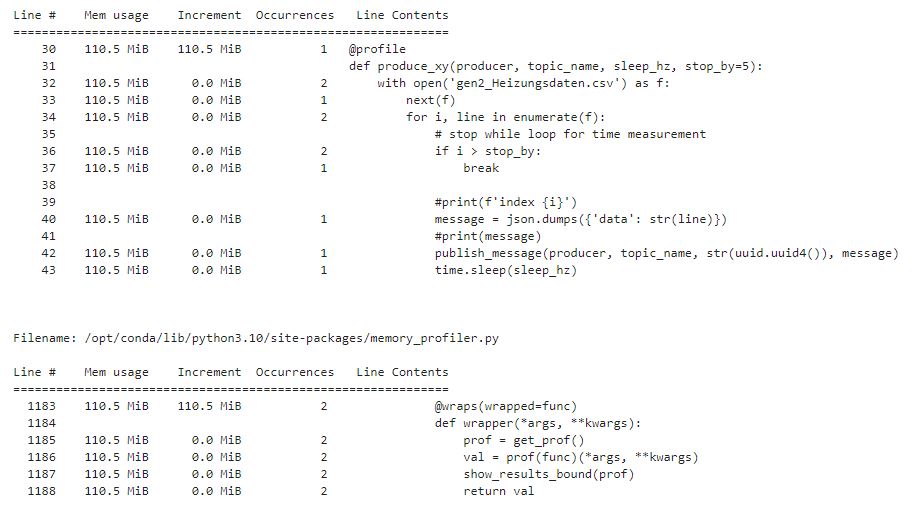 Line #    Mem usage    Increment  Occurrences   Line Contents
=============================================================
    30    110.5 MiB    110.5 MiB           1   @profile
    31                                         def produce_xy(producer, topic_name, sleep_hz, stop_by=5):
    32    110.5 MiB      0.0 MiB           2       with open('gen2_Heizungsdaten.csv') as f:
    33    110.5 MiB      0.0 MiB           1           next(f)
    34    110.5 MiB      0.0 MiB           2           for i, line in enumerate(f):
    35                                                     # stop while loop for time measurement
    36    110.5 MiB      0.0 MiB           2               if i > stop_by:
    37    110.5 MiB      0.0 MiB           1                   break
    38
    39                                                     #print(f'index {i}')
    40    110.5 MiB      0.0 MiB           1               message = json.dumps({'data': str(line)})
    41                                                     #print(message)
    42    110.5 MiB      0.0 MiB           1               publish_message(producer, topic_name, str(uuid.uuid4()), message)
    43    110.5 MiB      0.0 MiB           1               time.sleep(sleep_hz)
Filename: /opt/conda/lib/python3.10/site-packages/memory_profiler.py
Line #    Mem usage    Increment  Occurrences   Line Contents
=============================================================
  1183    110.5 MiB    110.5 MiB           2               @wraps(wrapped=func)
  1184                                                     def wrapper(*args, **kwargs):
  1185    110.5 MiB      0.0 MiB           2                   prof = get_prof()
  1186    110.5 MiB      0.0 MiB           2                   val = prof(func)(*args, **kwargs)
  1187    110.5 MiB      0.0 MiB           2                   show_results_bound(prof)
  1188    110.5 MiB      0.0 MiB           2                   return val